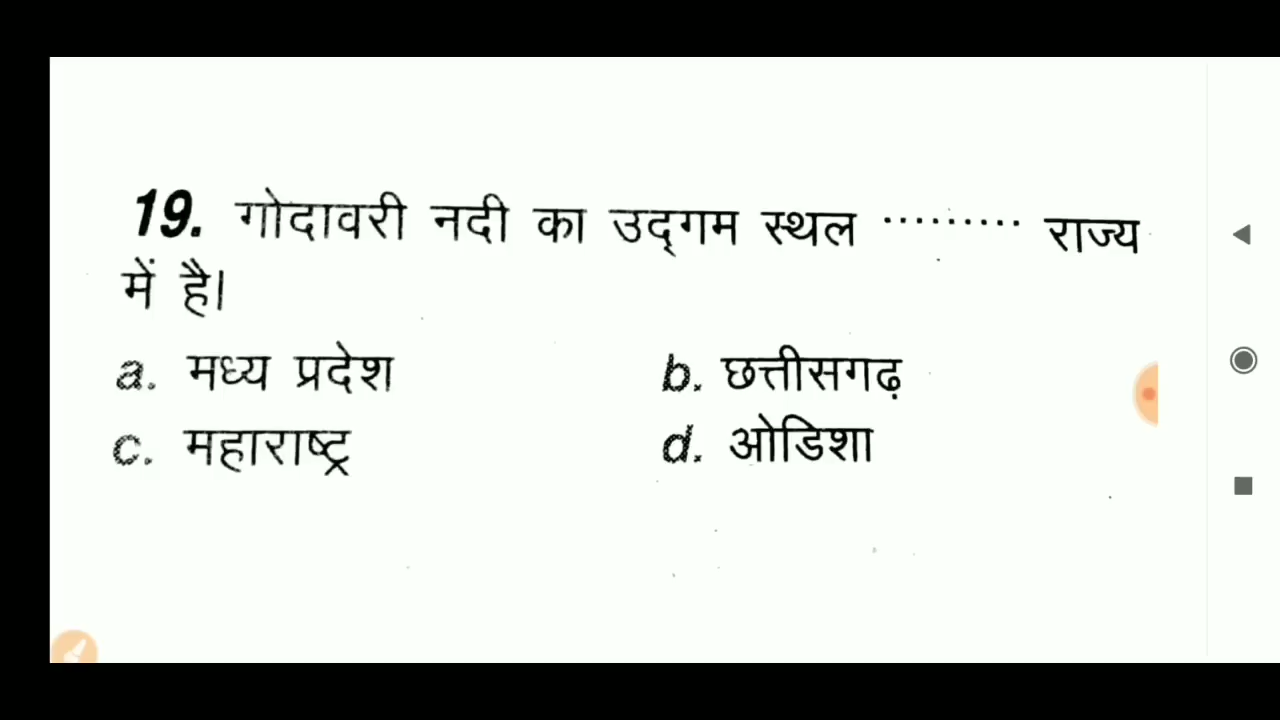 19. गोदावरी नदी का उद्गम स्थल ......... राज्य
में है।
a. मध्य प्रदेश b. छत्तीसगढ़
c. महाराष्ट्र d. ओडिशा